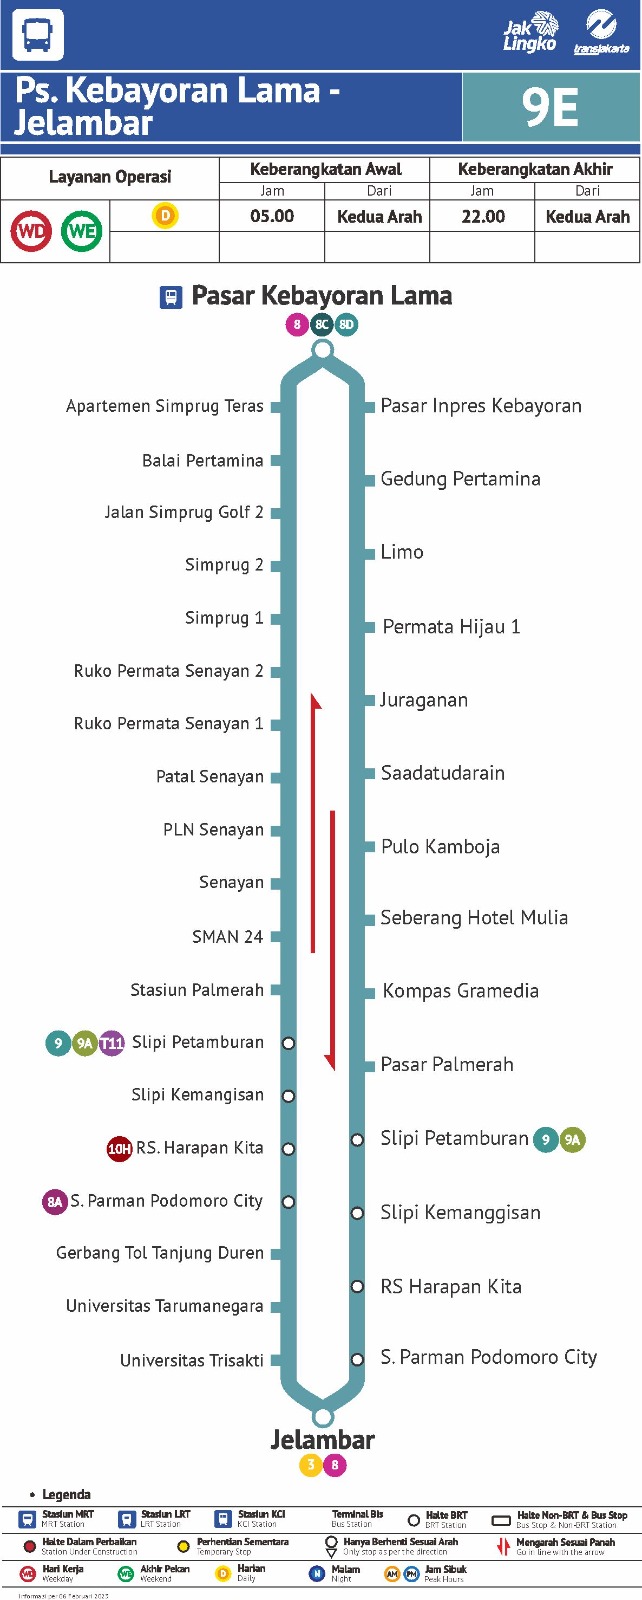 Jak
Lingko
transjakarta
Ps. Kebayoran Lama -
Jelambar
9E
Layanan Operasi
Keberangkatan Awal
Keberangkatan Akhir
Jam
Dari
Jam
Dari
WD
WE
D
05.00
Kedua Arah
22.00
Kedua Arah
Pasar Kebayoran Lama
8 8C 8D
Apartemen Simprug Teras
Balai Pertamina
Jalan Simprug Golf 2
Simprug 2
Simprug 1
Ruko Permata Senayan 2
Ruko Permata Senayan 1
Patal Senayan
PLN Senayan
Senayan
SMAN 24
Stasiun Palmerah
9 9A T11 Slipi Petamburan
Slipi Kemangisan
10H RS. Harapan Kita
8A S. Parman Podomoro City
Gerbang Tol Tanjung Duren
Universitas Tarumanegara
Universitas Trisakti
Pasar Inpres Kebayoran
Gedung Pertamina
Limo
Permata Hijau 1
Juraganan
Saadatudarain
Pulo Kamboja
Seberang Hotel Mulia
Kompas Gramedia
Pasar Palmerah
Slipi Petamburan 9 9A
Slipi Kemanggisan
RS Harapan Kita
S. Parman Podomoro City
Jelambar
3 8
• Legenda
Stasiun MRT
MRT Station
Stasiun LRT
LRT Station
Stasiun KCI
KCI Station
Terminal Bis
Bus Station
Halte BRT
BRT Station
Halte Non-BRT & Bus Stop
Bus Stop & Non-BRT Station
Halte Dalam Perbaikan
Station Under Construction
Perhentian Sementara
Temporary Stop
Hanya Berhenti Sesuai Arah
Only stop as per the direction
Mengarah Sesuai Panah
Go in line with the arrow
WD Hari Kerja
Weekday
WE Akhir Pekan
Weekend
D Harian
Daily
N Malam
Night
AM PM Jam Sibuk
Peak Hours
Informasi per 06 Februari 2023